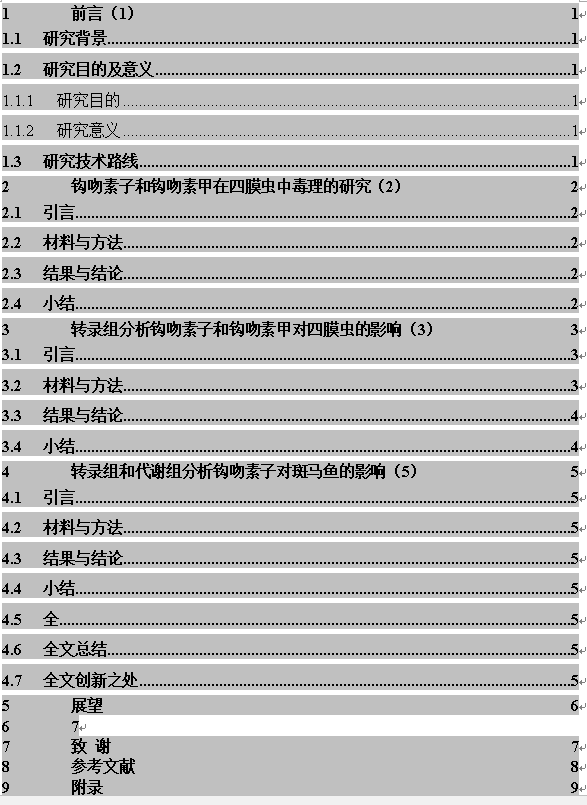 1 前言（1） 1
1.1 研究背景 1
1.2 研究目的及意义 1
1.1.1 研究目的 1
1.1.2 研究意义 1
1.3 研究技术路线 1
2 钩吻素子和钩吻素甲在四膜虫中毒理的研究（2） 2
2.1 引言 2
2.2 材料与方法 2
2.3 结果与结论 2
2.4 小结 2
3 转录组分析钩吻素子和钩吻素甲对四膜虫的影响（3） 3
3.1 引言 3
3.2 材料与方法 3
3.3 结果与结论 4
3.4 小结 4
4 转录组和代谢组分析钩吻素子对斑马鱼的影响（5） 5
4.1 引言 5
4.2 材料与方法 5
4.3 结果与结论 5
4.4 小结 5
4.5 全 5
4.6 全文总结 5
4.7 全文创新之处 5
5 展望 6
6 7
7 致 谢 7
8 参考文献 8
9 附录 9